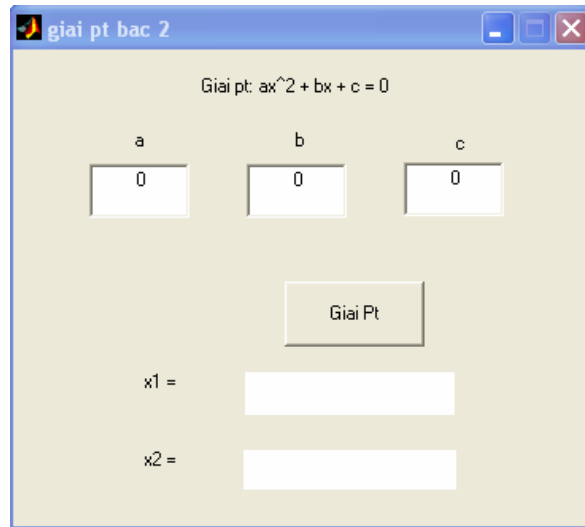 giai pt bac 2
Giai pt: ax^2 + bx + c = 0
a b c
0 0 0
Giai Pt
x1 =
x2 =